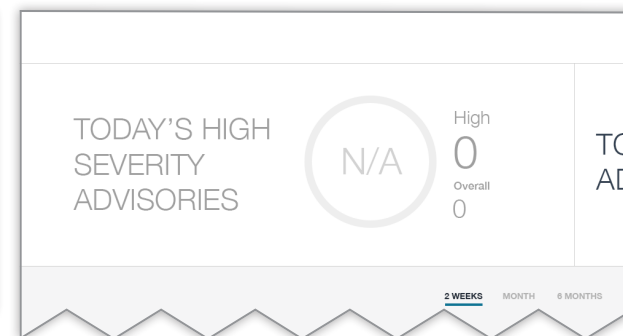 TODAY'S HIGH
SEVERITY
ADVISORIES
N/A
High
0
Overall
0
2 WEEKS
MONTH
6 MONTHS